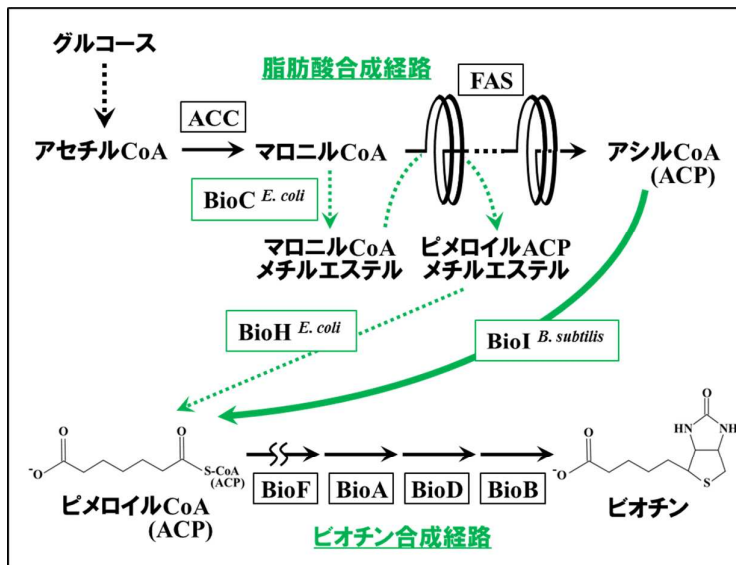 グルコース
脂肪酸合成経路
FAS
ACC
アセチルCoA
マロニルCoA
アシルCoA
(ACP)
BioC E. coli
マロニルCoA
メチルエステル
ピメロイルACP
メチルエステル
BioH E. coli
BioI B. subtilis
O
HN
NH
O
O
-O
S-CoA
(ACP)
O
-O
S
BioF
BioA
BioD
BioB
ピメロイルCoA
(ACP)
ビオチン
ビオチン合成経路